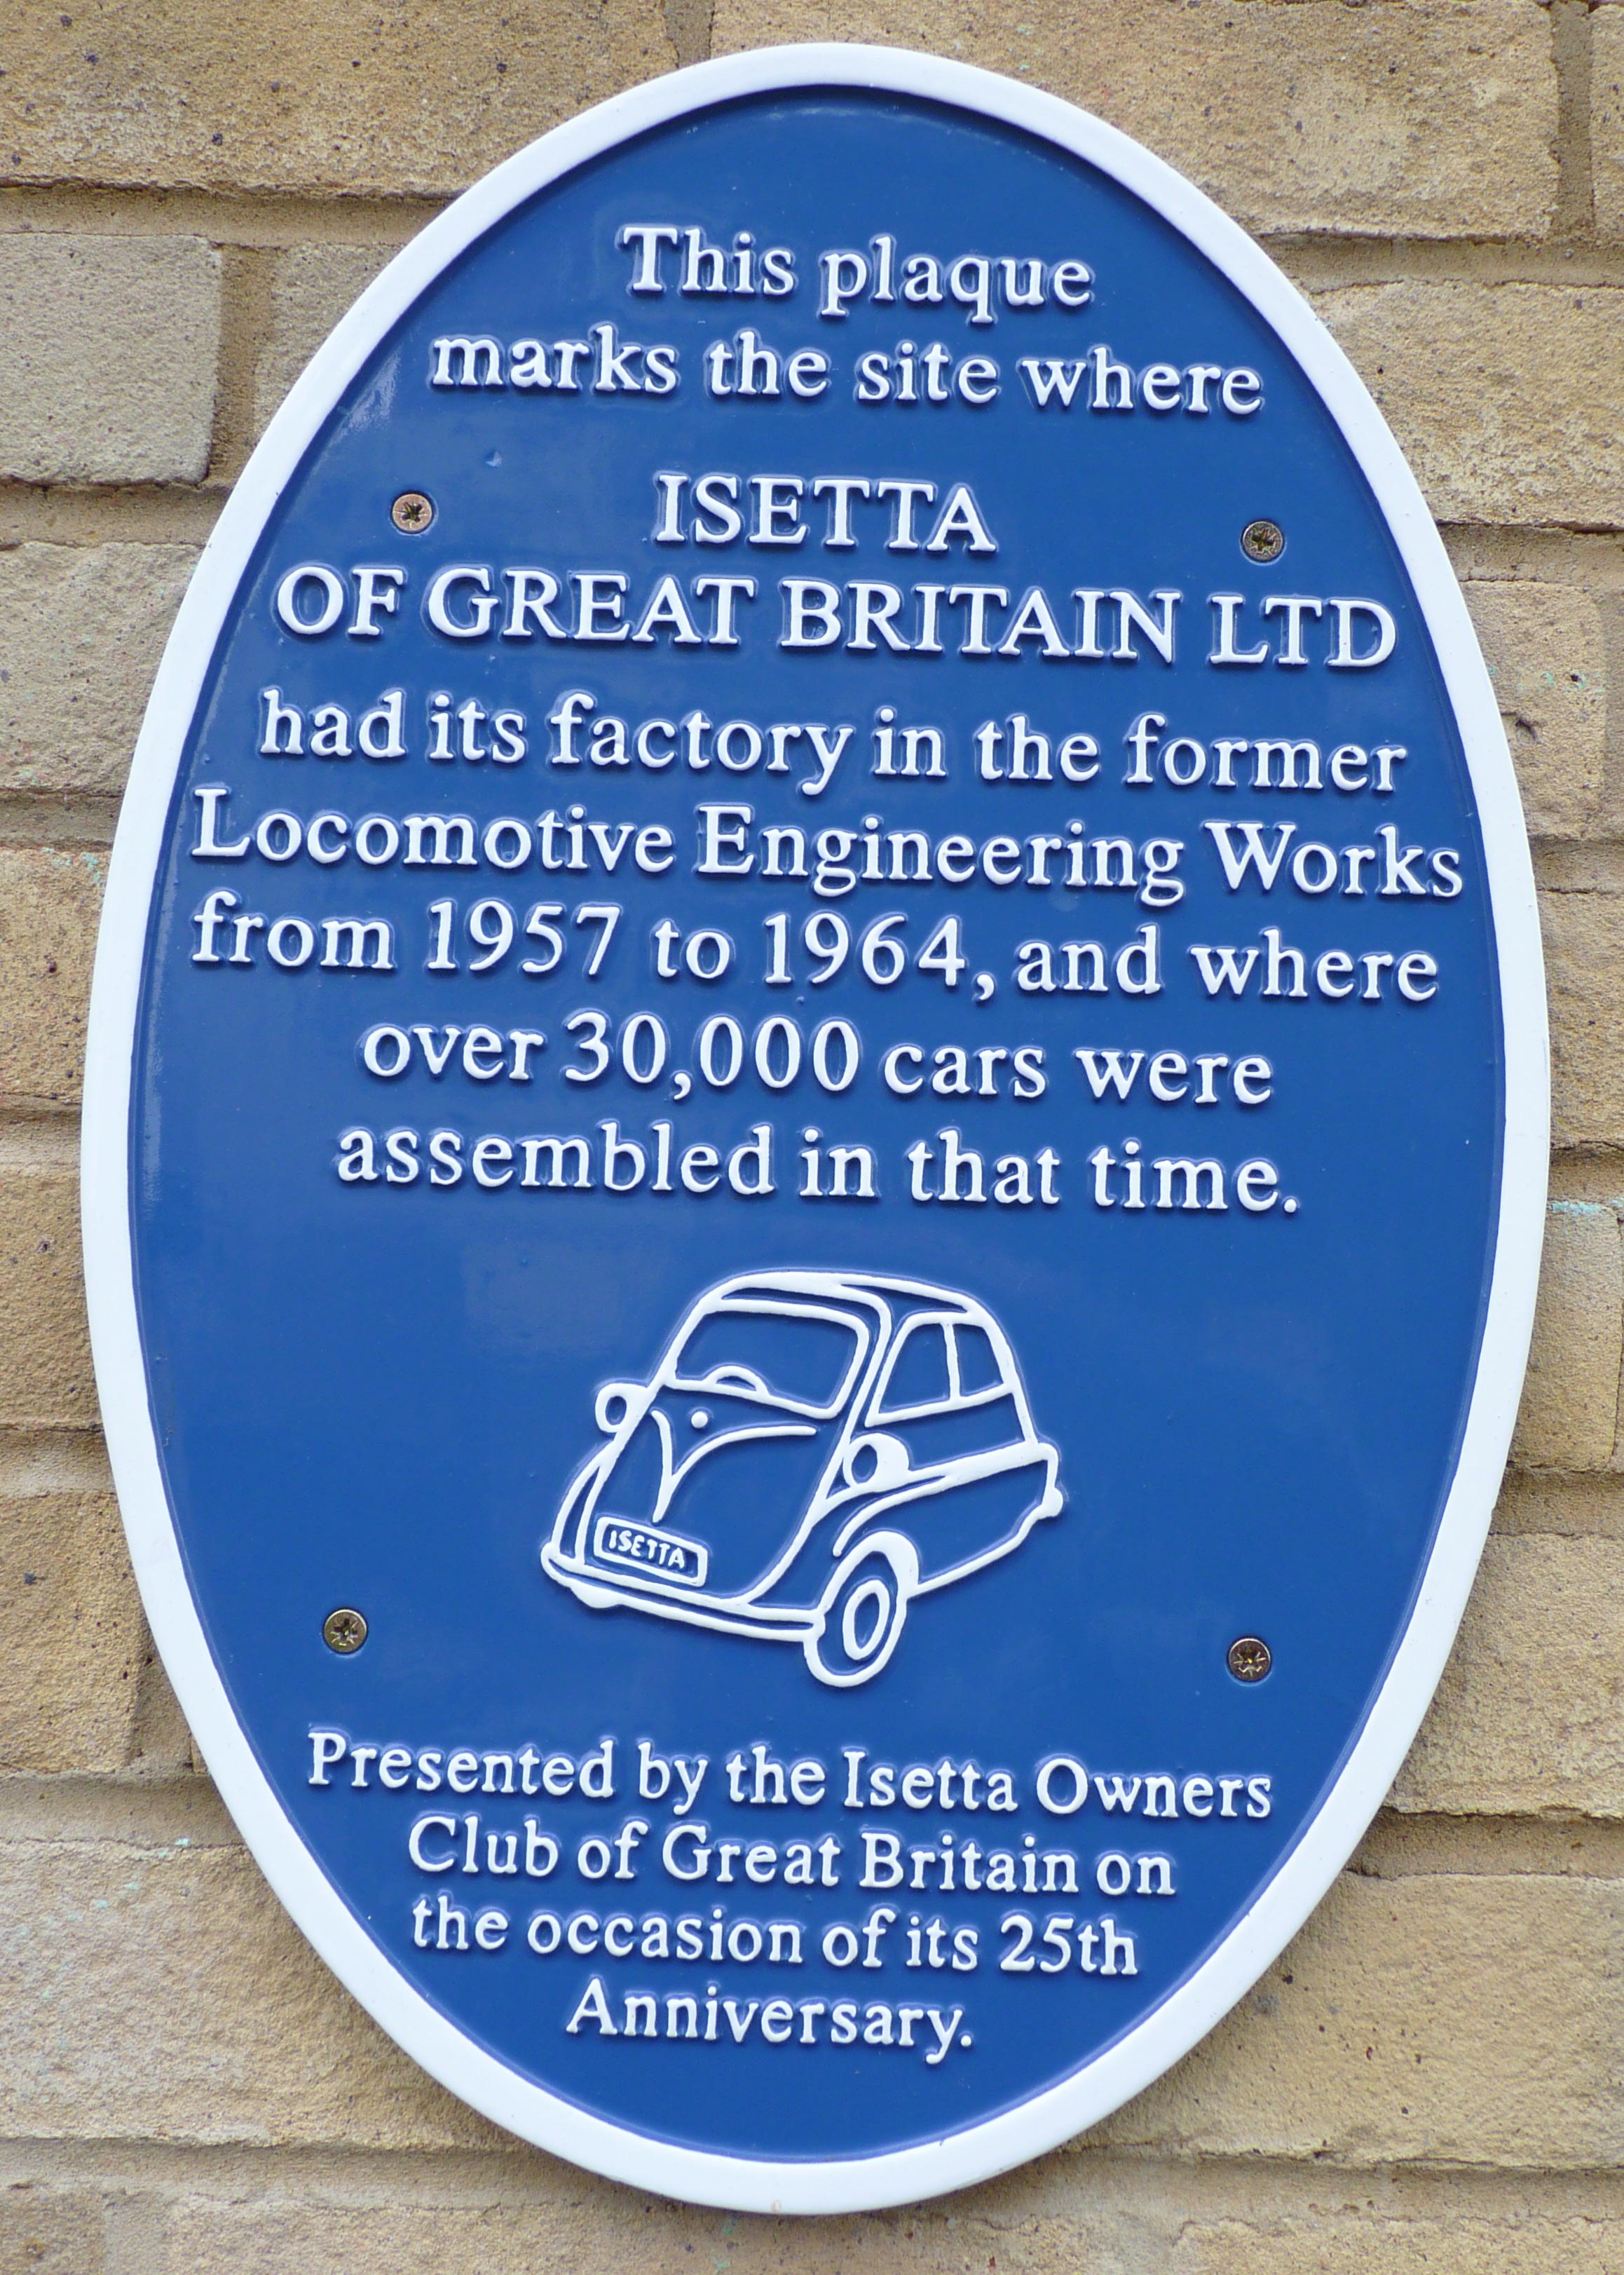 This plaque
marks the site where
ISETTA
OF GREAT BRITAIN LTD
had its factory in the former
Locomotive Engineering Works
from 1957 to 1964, and where
over 30,000 cars were
assembled in that time.
ISETTA
Presented by the Isetta Owners
Club of Great Britain on
the occasion of its 25th
Anniversary.